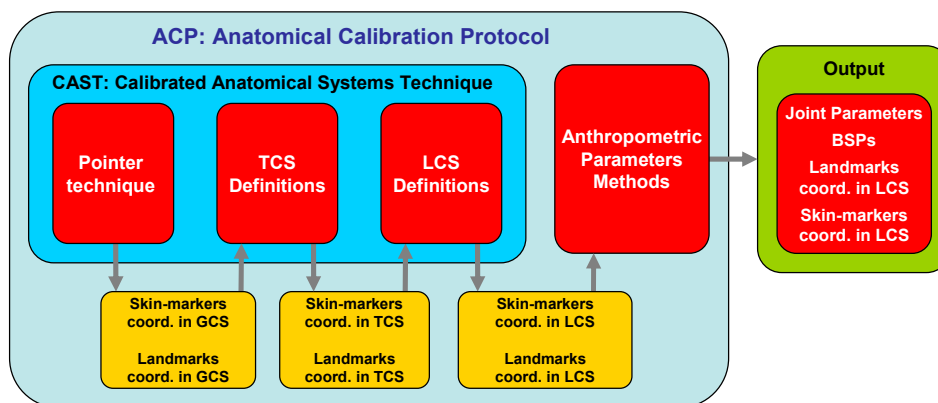 ACP: Anatomical Calibration Protocol
CAST: Calibrated Anatomical Systems Technique
Pointer
technique
TCS
Definitions
LCS
Definitions
Anthropometric
Parameters
Methods
Output
Joint Parameters
BSPs
Landmarks
coord. in LCS
Skin-markers
coord. in LCS
Skin-markers
coord. in GCS
Landmarks
coord. in GCS
Skin-markers
coord. in TCS
Landmarks
coord. in TCS
Skin-markers
coord. in LCS
Landmarks
coord. in LCS